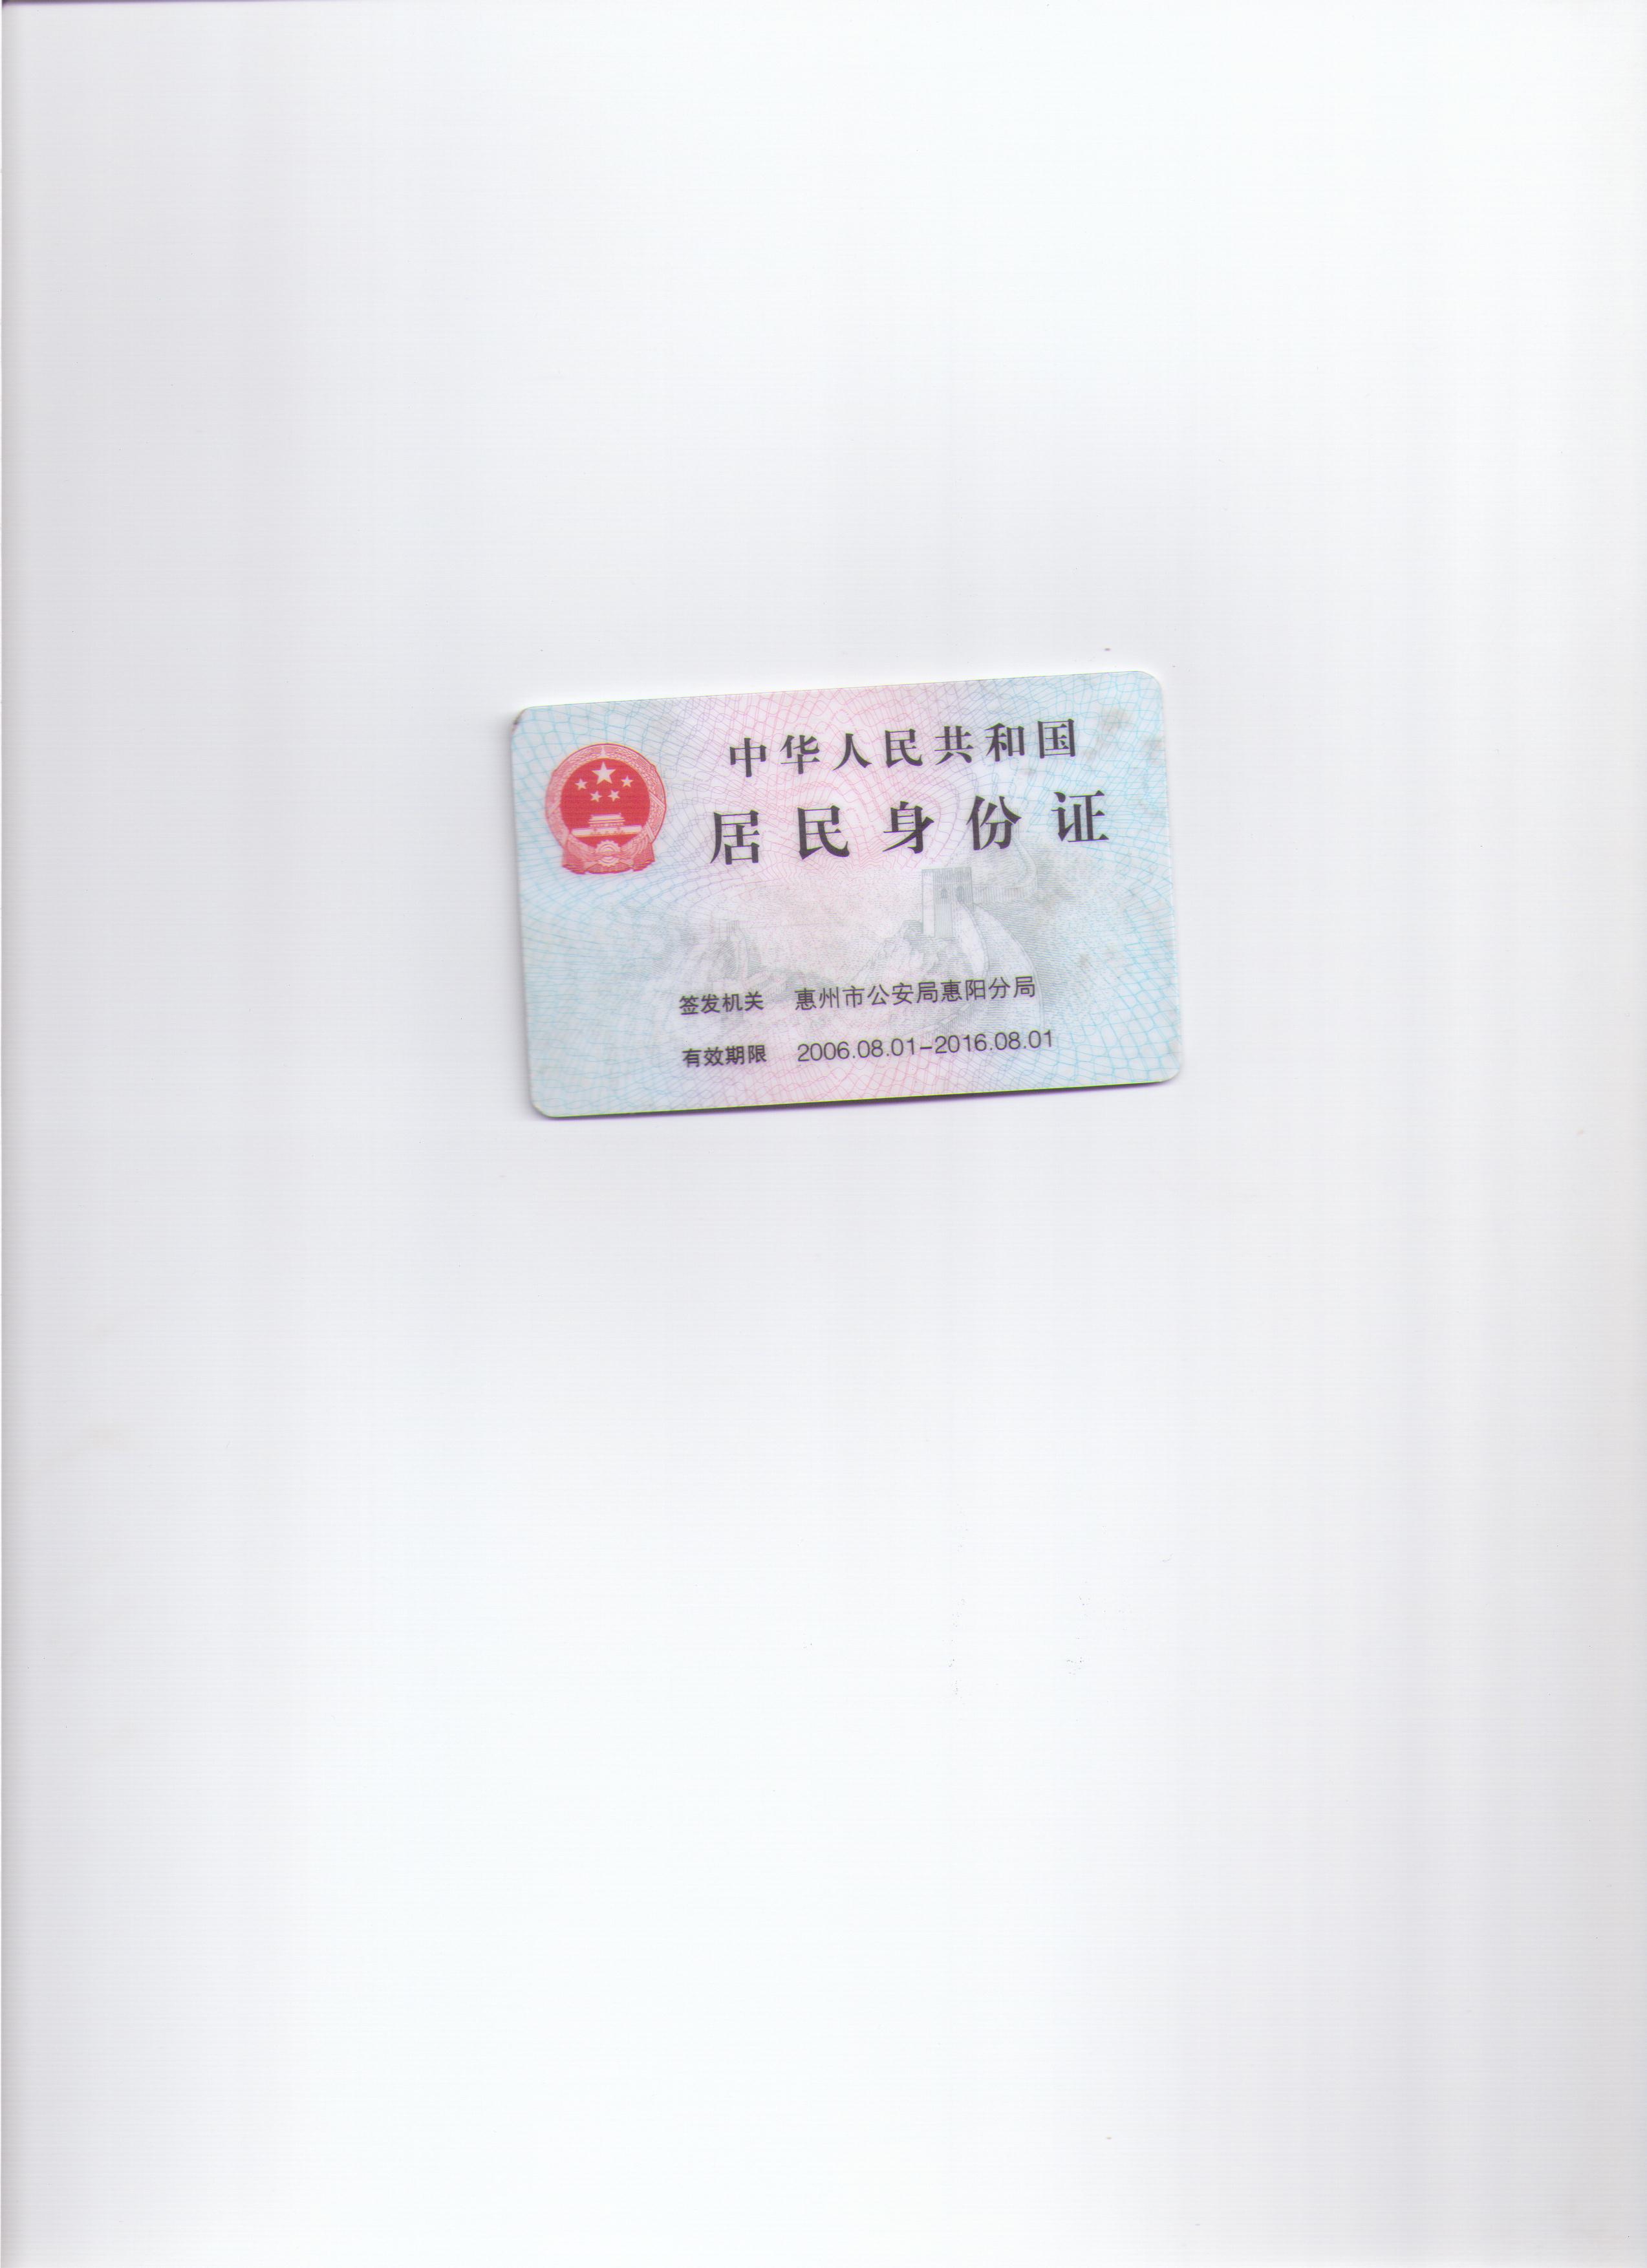 中华人民共和国
居民身份证
签发机关 惠州市公安局惠阳分局
有效期限 2006.08.01-2016.08.01